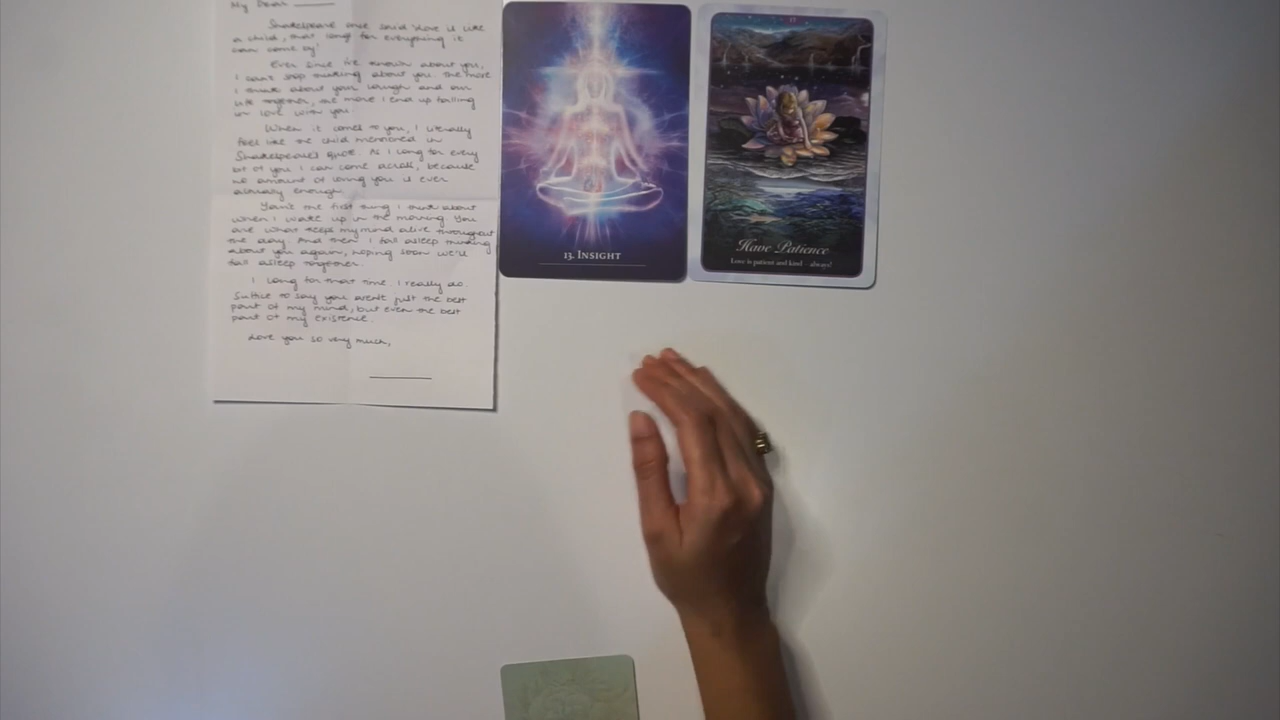 My Dear
Shakespeare once said 'Love is like
a child, that longs for everything it
can come by'
Ever since I've known about you,
I can't stop thinking about you. The more
I think about your laugh and our
life together, the more I end up falling
in love with you.
When it comes to you, I literally
feel like the child mentioned in
Shakespeare's quote. As I long for every
bit of you I can come across, because
no amount of loving you is ever
actually enough.
You're the first thing I think about
when I wake up in the morning. You
are what keeps my mind alive throughout
the day. And then I fall asleep thinking
about you again, hoping soon we'll
fall asleep together.
I long for that time. I really do.
Suffice to say you aren't just the best
part of my mind, but even the best
part of my existence.
Love you so very much,
13. INSIGHT
Have Patience
Love is patient and kind - always!